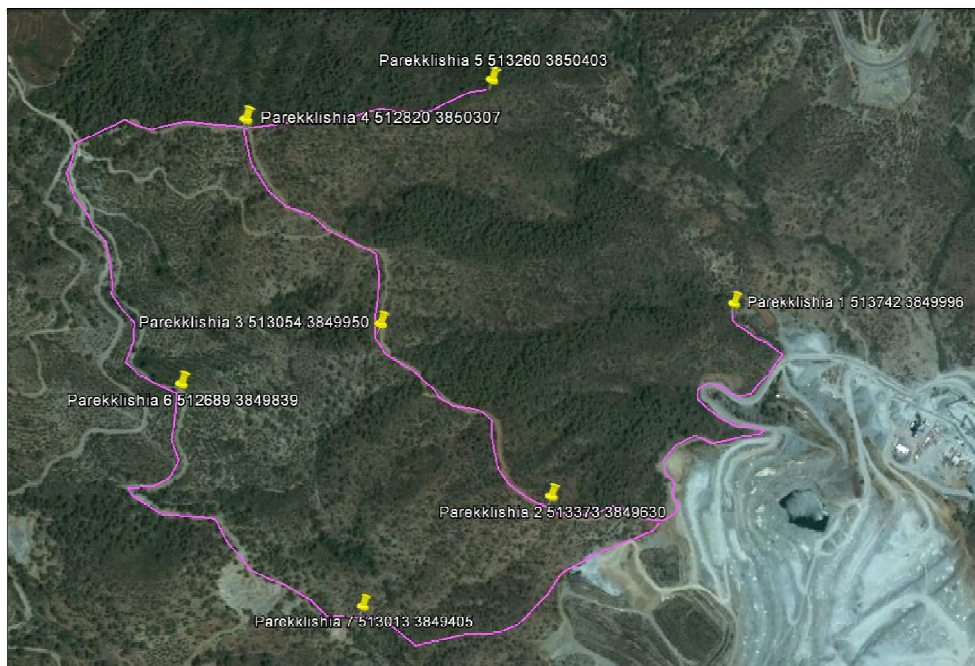 Parekklishia 5 513260 3850403
Parekklishia 4 512820 3850307
Parekklishia 1 513742 3849996
Parekklishia 3 513054 3849950
Parekklishia 6 512689 3849839
Parekklishia 2 513373 3849630
Parekklishia 7 513013 3849405